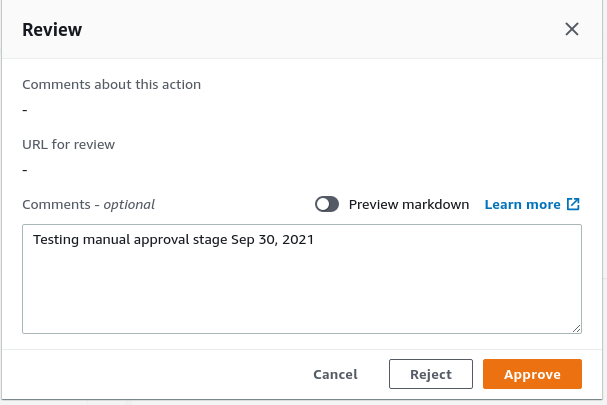 Review
Comments about this action
-
URL for review
-
Comments - optional Preview markdown Learn more
Testing manual approval stage Sep 30, 2021
Cancel Reject Approve